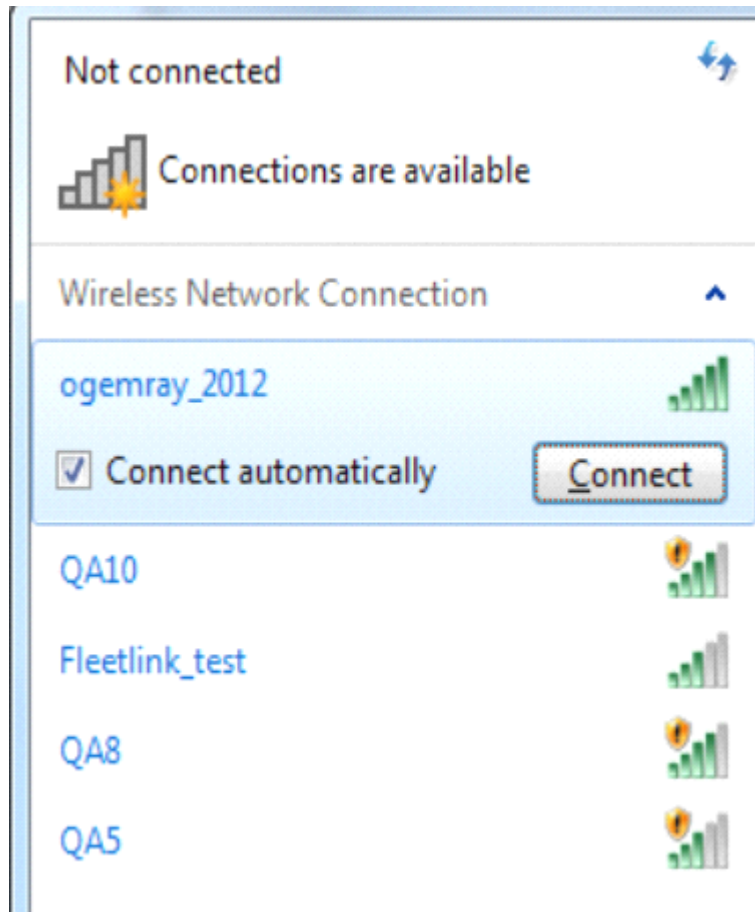 Not connected
Connections are available
Wireless Network Connection
ogemray_2012
Connect automatically
Connect
QA10
Fleetlink_test
QA8
QA5